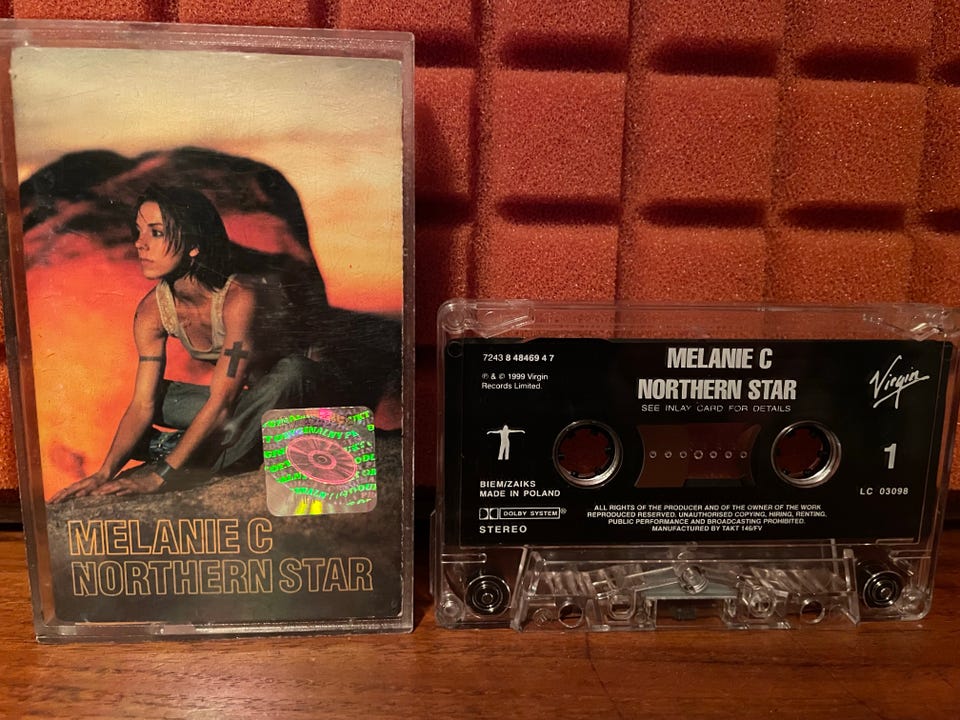 MELANIE C
NORTHERN STAR
7243 8 48469 4 7
℗ & © 1999 Virgin
Records Limited.
MELANIE C
NORTHERN STAR
SEE INLAY CARD FOR DETAILS
Virgin
1
BIEM/ZAIKS
MADE IN POLAND
LC 03098
DOLBY SYSTEM®
STEREO
ALL RIGHTS OF THE PRODUCER AND OF THE OWNER OF THE WORK
REPRODUCED RESERVED. UNAUTHORISED COPYING, HIRING, RENTING,
PUBLIC PERFORMANCE AND BROADCASTING PROHIBITED.
MANUFACTURED BY TAKT 146/FV